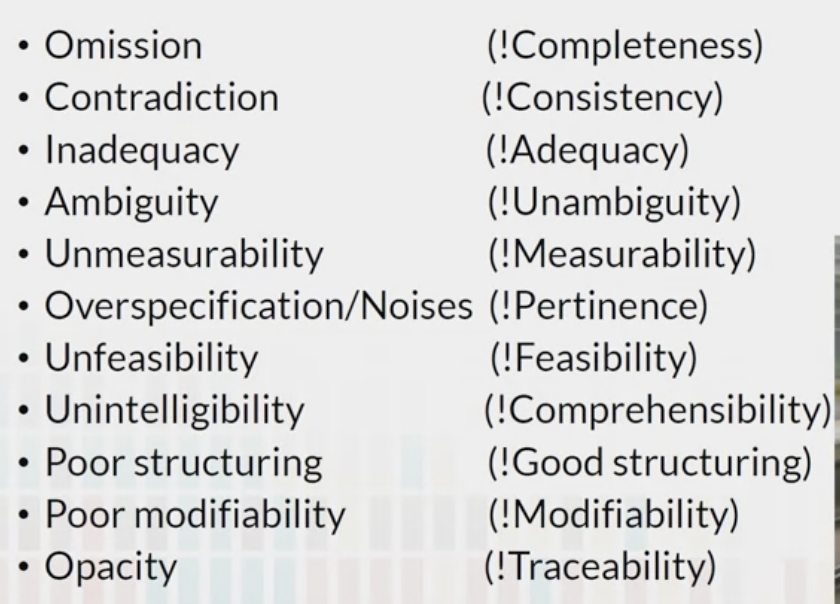 • Omission (!Completeness)
• Contradiction (!Consistency)
• Inadequacy (!Adequacy)
• Ambiguity (!Unambiguity)
• Unmeasurability (!Measurability)
• Overspecification/Noises (!Pertinence)
• Unfeasibility (!Feasibility)
• Unintelligibility (!Comprehensibility)
• Poor structuring (!Good structuring)
• Poor modifiability (!Modifiability)
• Opacity (!Traceability)